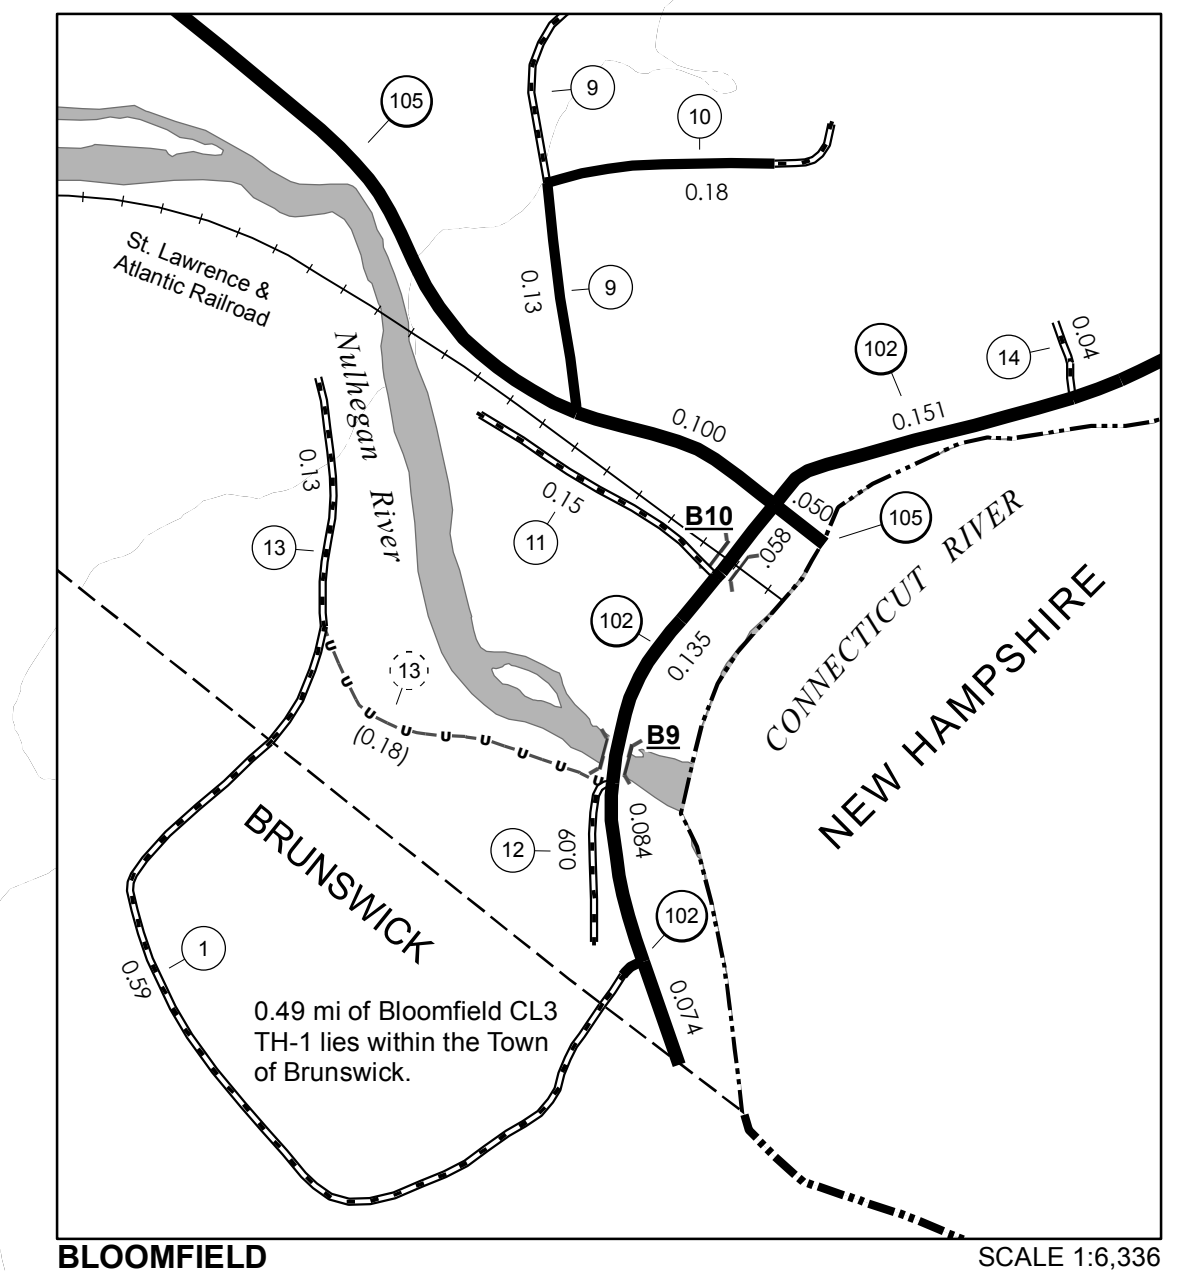 105
9
10
0.18
St. Lawrence &
Atlantic Railroad
0.13
9
102
14
0.04
0.151
0.100
Nulhegan River
0.13
0.15
11
B10
.050
105
.058
13
102
0.135
CONNECTICUT RIVER
NEW HAMPSHIRE
13
(0.18)
U U U U U U U U U
B9
12
0.09
0.084
BRUNSWICK
102
1
0.59
0.074
0.49 mi of Bloomfield CL3
TH-1 lies within the Town
of Brunswick.
BLOOMFIELD
SCALE 1:6,336